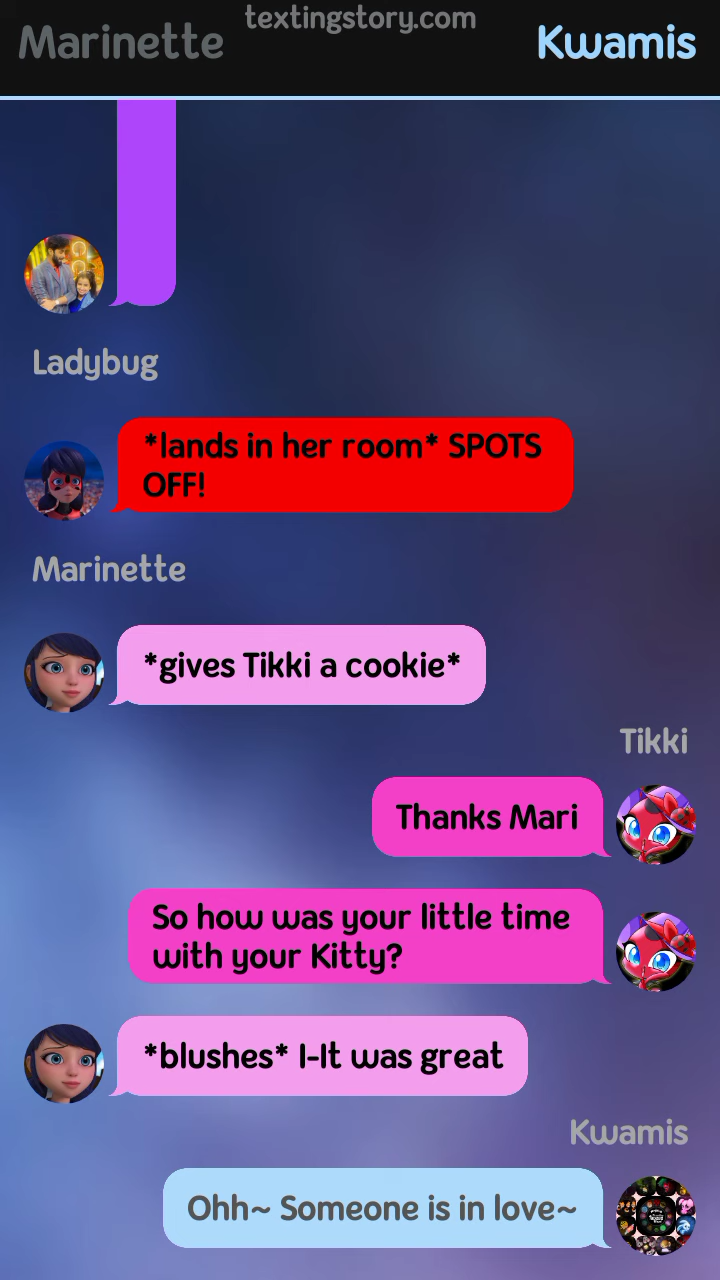 textingstory.com
Marinette
Kwamis
Ladybug
*lands in her room* SPOTS
OFF!
Marinette
*gives Tikki a cookie*
Tikki
Thanks Mari
So how was your little time
with your Kitty?
*blushes* I-It was great
Kwamis
Ohh~ Someone is in love~